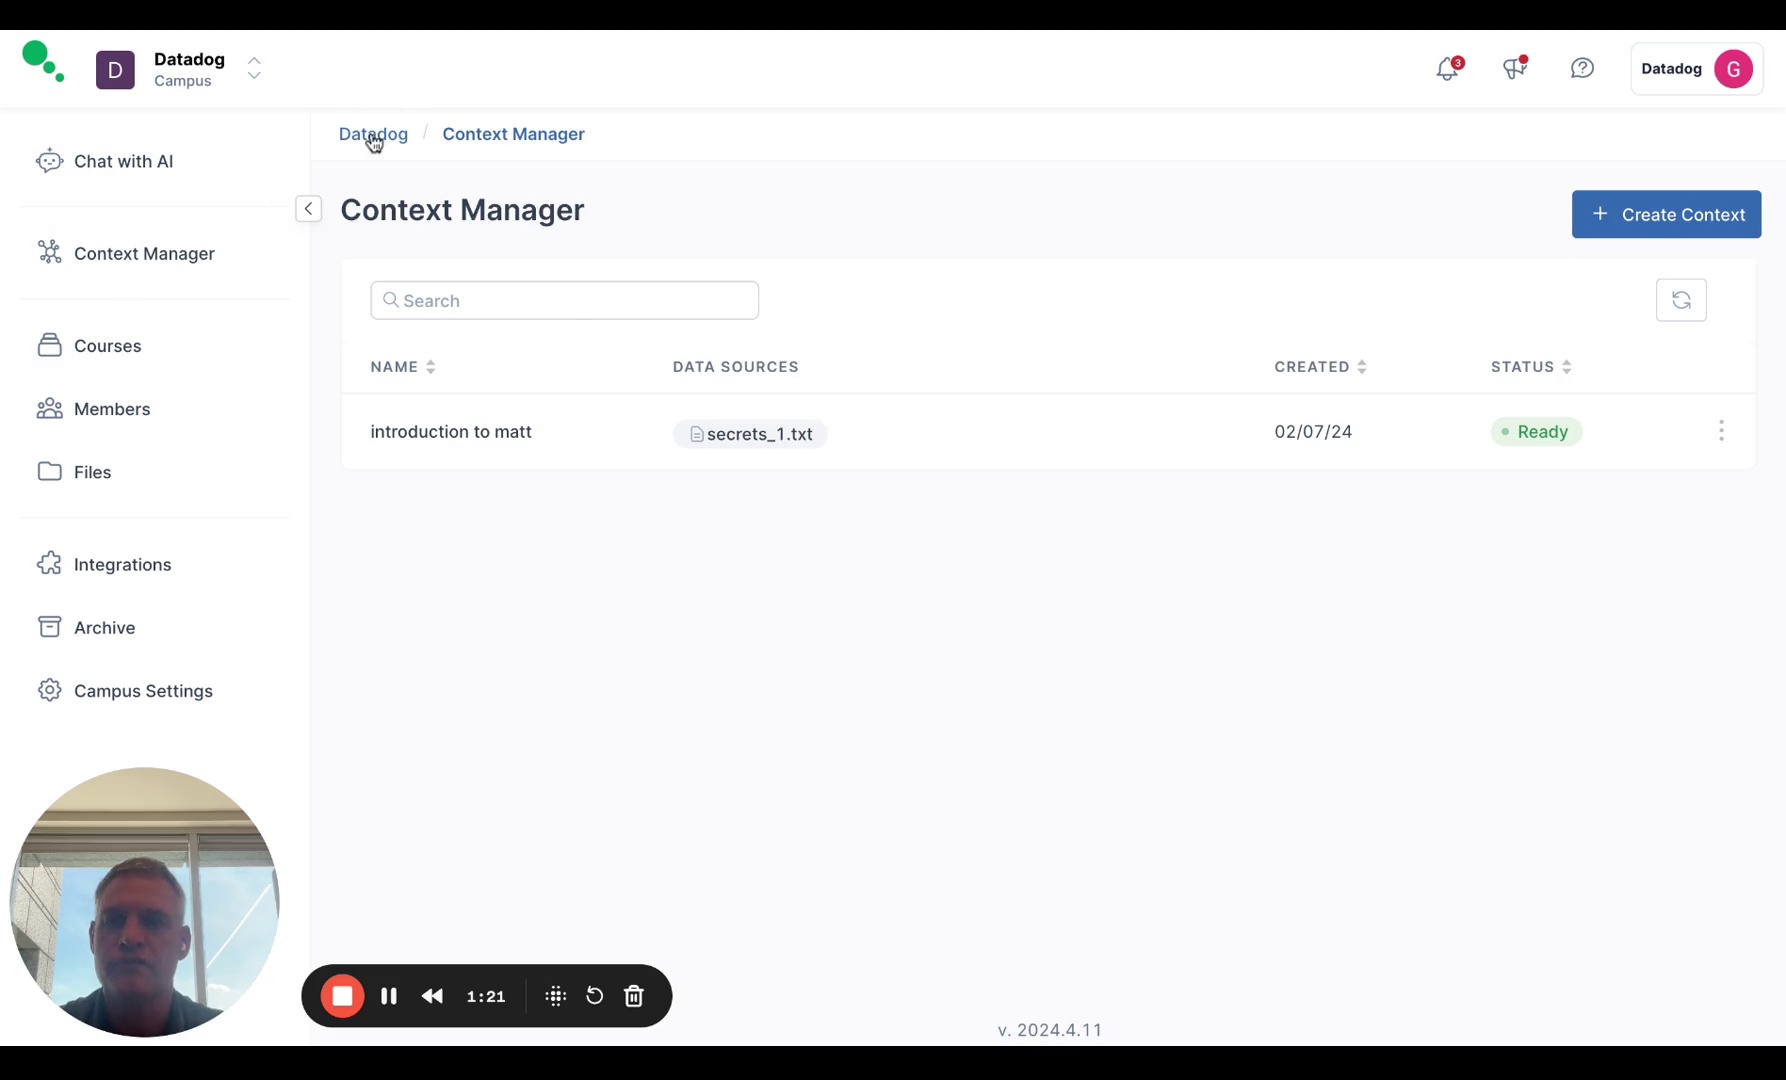 D
Datadog
Campus
3
Datadog
G
Datadog / Context Manager
Chat with AI
Context Manager
Courses
Members
Files
Integrations
Archive
Campus Settings
Context Manager
+ Create Context
Search
NAME
DATA SOURCES
CREATED
STATUS
introduction to matt
secrets_1.txt
02/07/24
Ready
1:21
v. 2024.4.11